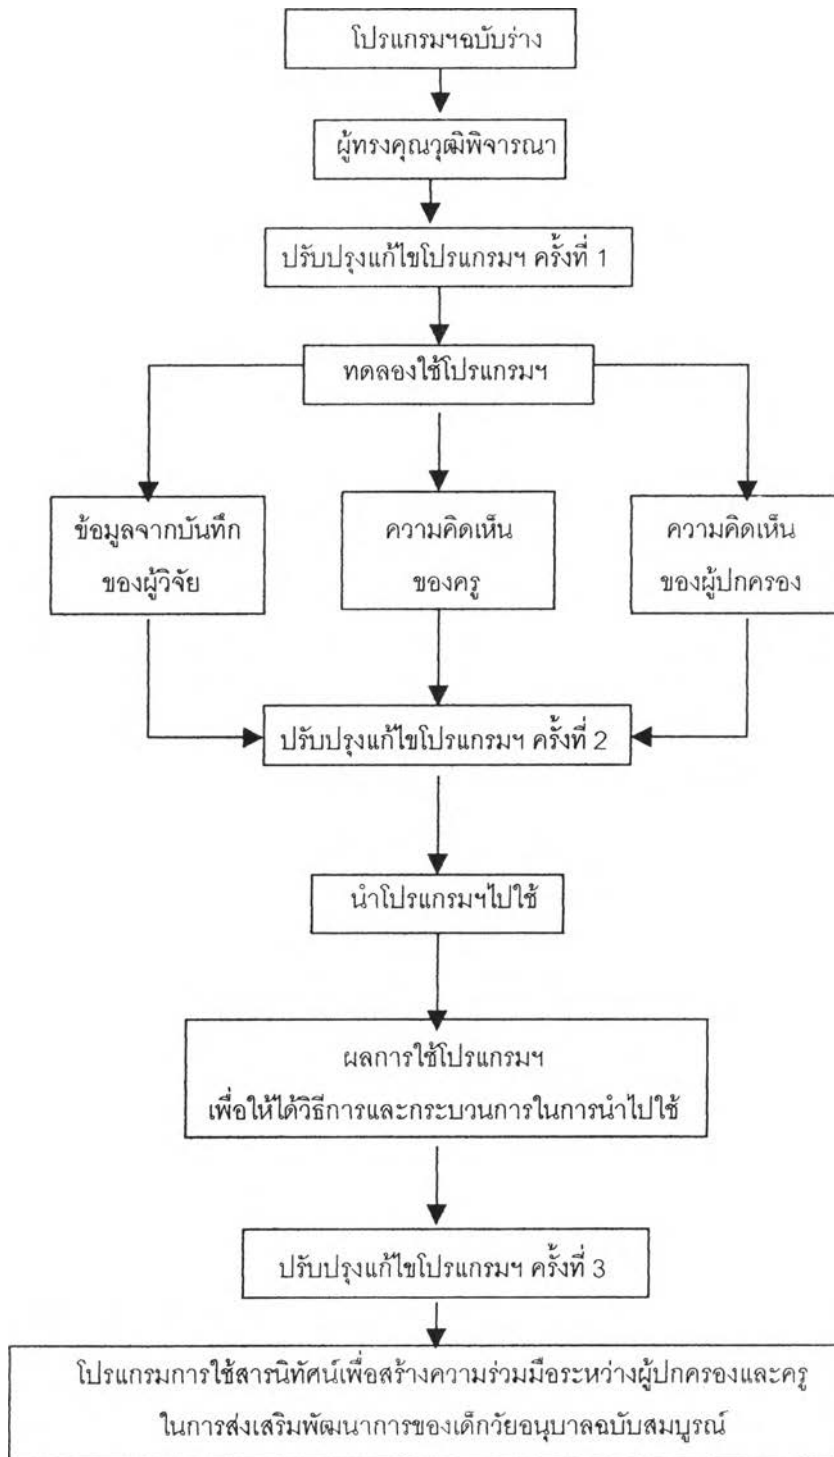 โปรแกรมฯฉบับร่าง
ผู้ทรงคุณวุฒิพิจารณา
ปรับปรุงแก้ไขโปรแกรมฯ ครั้งที่ 1
ทดลองใช้โปรแกรมฯ
ข้อมูลจากบันทึก
ของผู้วิจัย
ความคิดเห็น
ของครู
ความคิดเห็น
ของผู้ปกครอง
ปรับปรุงแก้ไขโปรแกรมฯ ครั้งที่ 2
นำโปรแกรมฯไปใช้
ผลการใช้โปรแกรมฯ
เพื่อให้ได้วิธีการและกระบวนการในการนำไปใช้
ปรับปรุงแก้ไขโปรแกรมฯ ครั้งที่ 3
โปรแกรมการใช้สารนิทัศน์เพื่อสร้างความร่วมมือระหว่างผู้ปกครองและครู
ในการส่งเสริมพัฒนาการของเด็กวัยอนุบาลฉบับสมบูรณ์